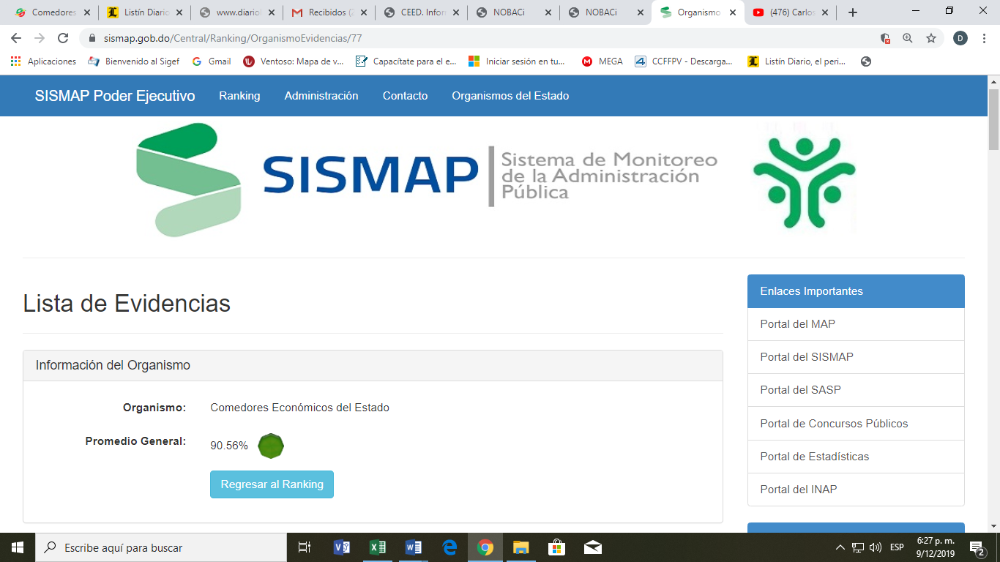 Comedores
Listín Diario
www.diariol
Recibidos (2
CEED. Inforr
NOBACi
NOBACi
Organismo
(476) Carlos
sismap.gob.do/Central/Ranking/OrganismoEvidencias/77
D
Aplicaciones
Bienvenido al Sigef
Gmail
Ventoso: Mapa de v...
Capacítate para el e...
Iniciar sesión en tu...
MEGA
CCFFPV - Descarga...
Listín Diario, el peri...
SISMAP Poder Ejecutivo
Ranking
Administración
Contacto
Organismos del Estado
SISMAP
Sistema de Monitoreo
de la Administración
Pública
Lista de Evidencias
Información del Organismo
Organismo: Comedores Económicos del Estado
Promedio General: 90.56%
Regresar al Ranking
Enlaces Importantes
Portal del MAP
Portal del SISMAP
Portal del SASP
Portal de Concursos Públicos
Portal de Estadísticas
Portal del INAP
Escribe aquí para buscar
ESP
6:27 p. m.
9/12/2019
2